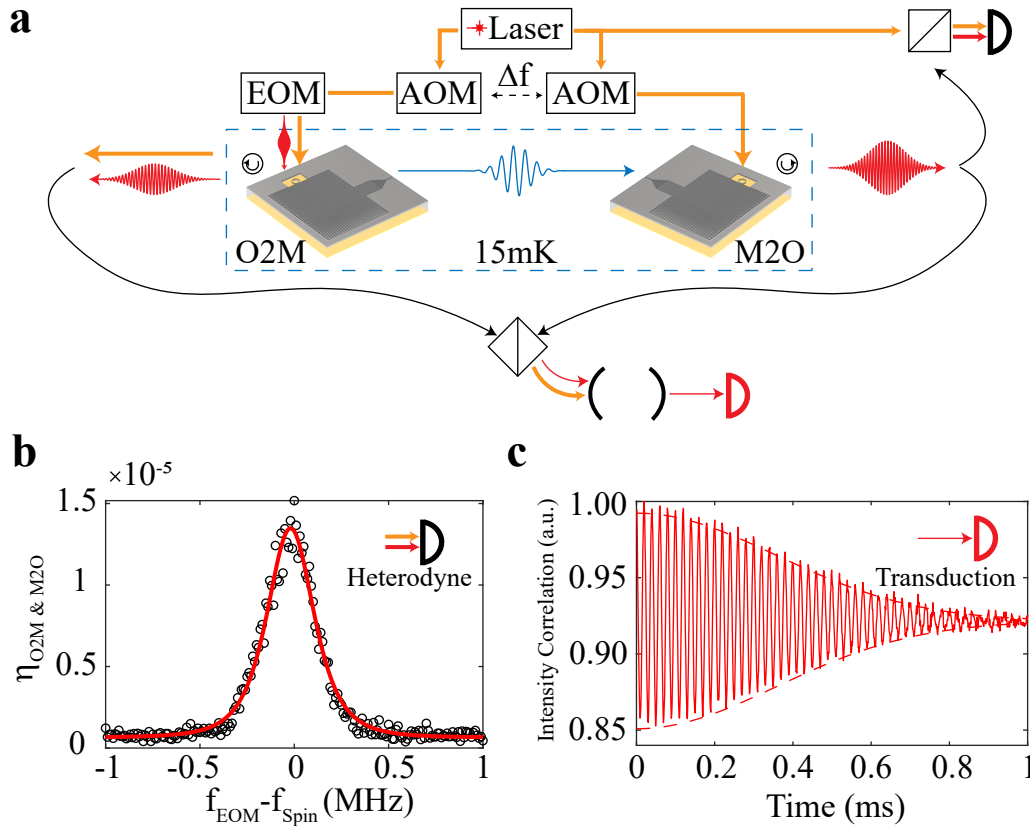 a
Laser
EOM
AOM
Δf
AOM
O2M
15mK
M2O
b
×10⁻⁵
1.5
1
0.5
0
η O2M & M2O
Heterodyne
-1
-0.5
0
0.5
1
f_EOM-f_Spin (MHz)
c
1.00
0.95
0.90
0.85
Intensity Correlation (a.u.)
Transduction
0
0.2
0.4
0.6
0.8
1
Time (ms)